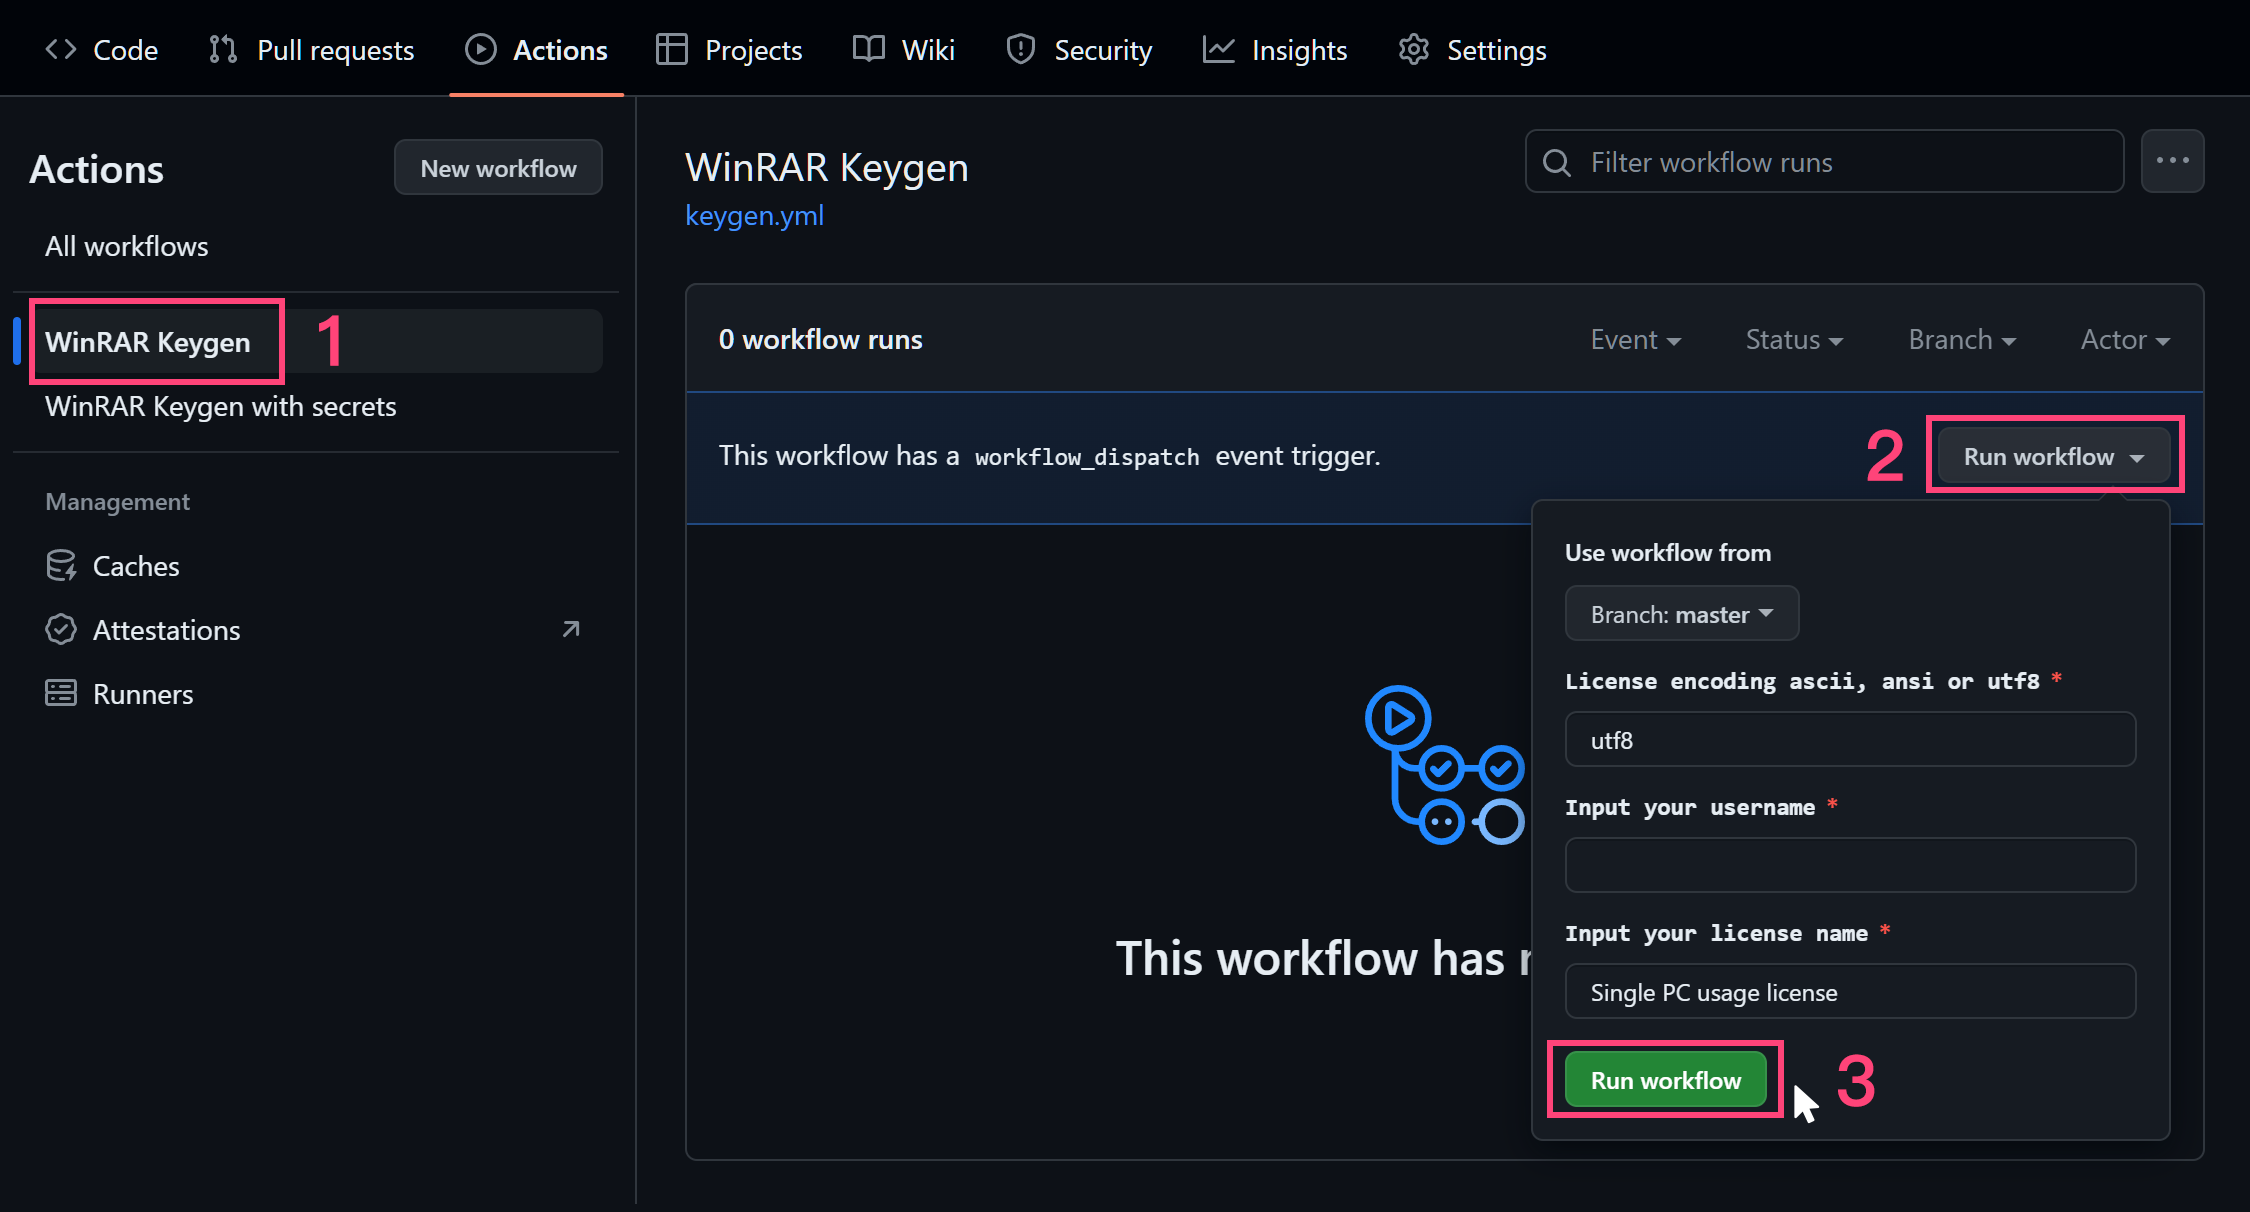 Code
Pull requests
Actions
Projects
Wiki
Security
Insights
Settings
Actions
New workflow
All workflows
WinRAR Keygen
1
WinRAR Keygen with secrets
Management
Caches
Attestations
Runners
WinRAR Keygen
keygen.yml
Filter workflow runs
0 workflow runs
Event
Status
Branch
Actor
This workflow has a workflow_dispatch event trigger.
2
Run workflow
Use workflow from
Branch: master
License encoding ascii, ansi or utf8 *
utf8
Input your username *
Input your license name *
Single PC usage license
Run workflow
3
This workflow has